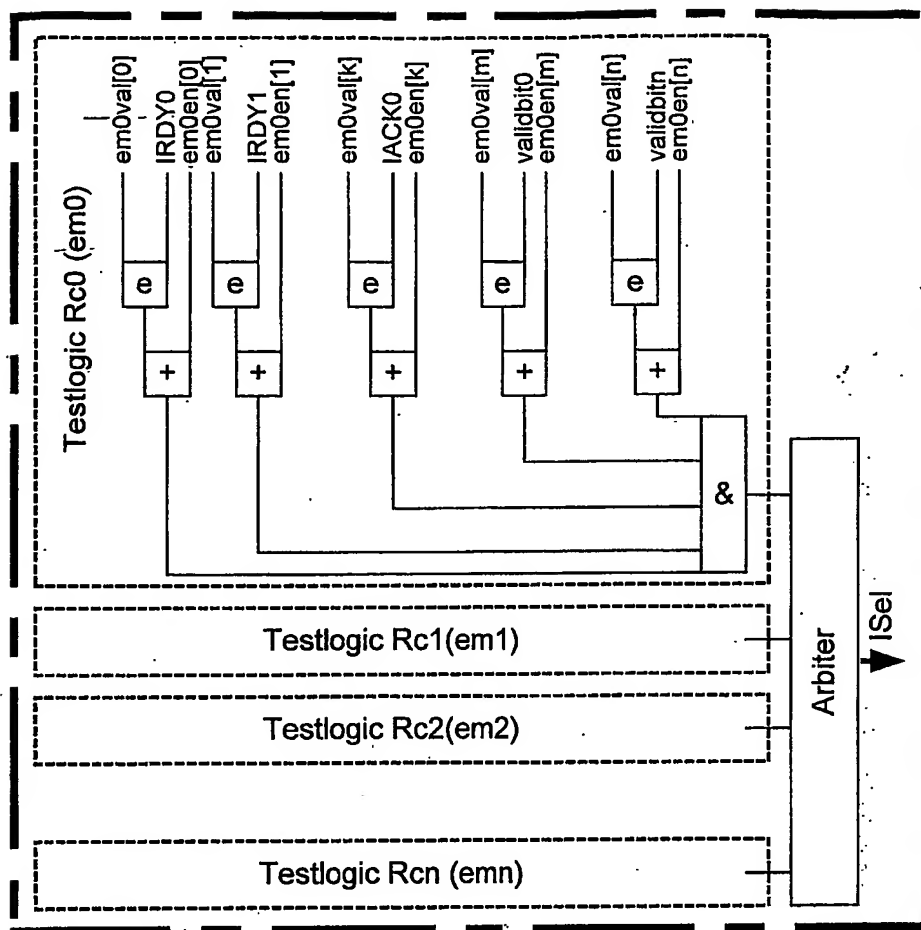 Testlogic Rc0 (em0)
em0val[0]
IRDY0
em0en[0]
em0val[1]
IRDY1
em0en[1]
em0val[k]
IACK0
em0en[k]
em0val[m]
validbit0
em0en[m]
em0val[n]
validbitn
em0en[n]
e
e
e
e
e
+
+
+
+
+
&
Testlogic Rc1(em1)
Testlogic Rc2(em2)
Testlogic Rcn (emn)
Arbiter
ISel